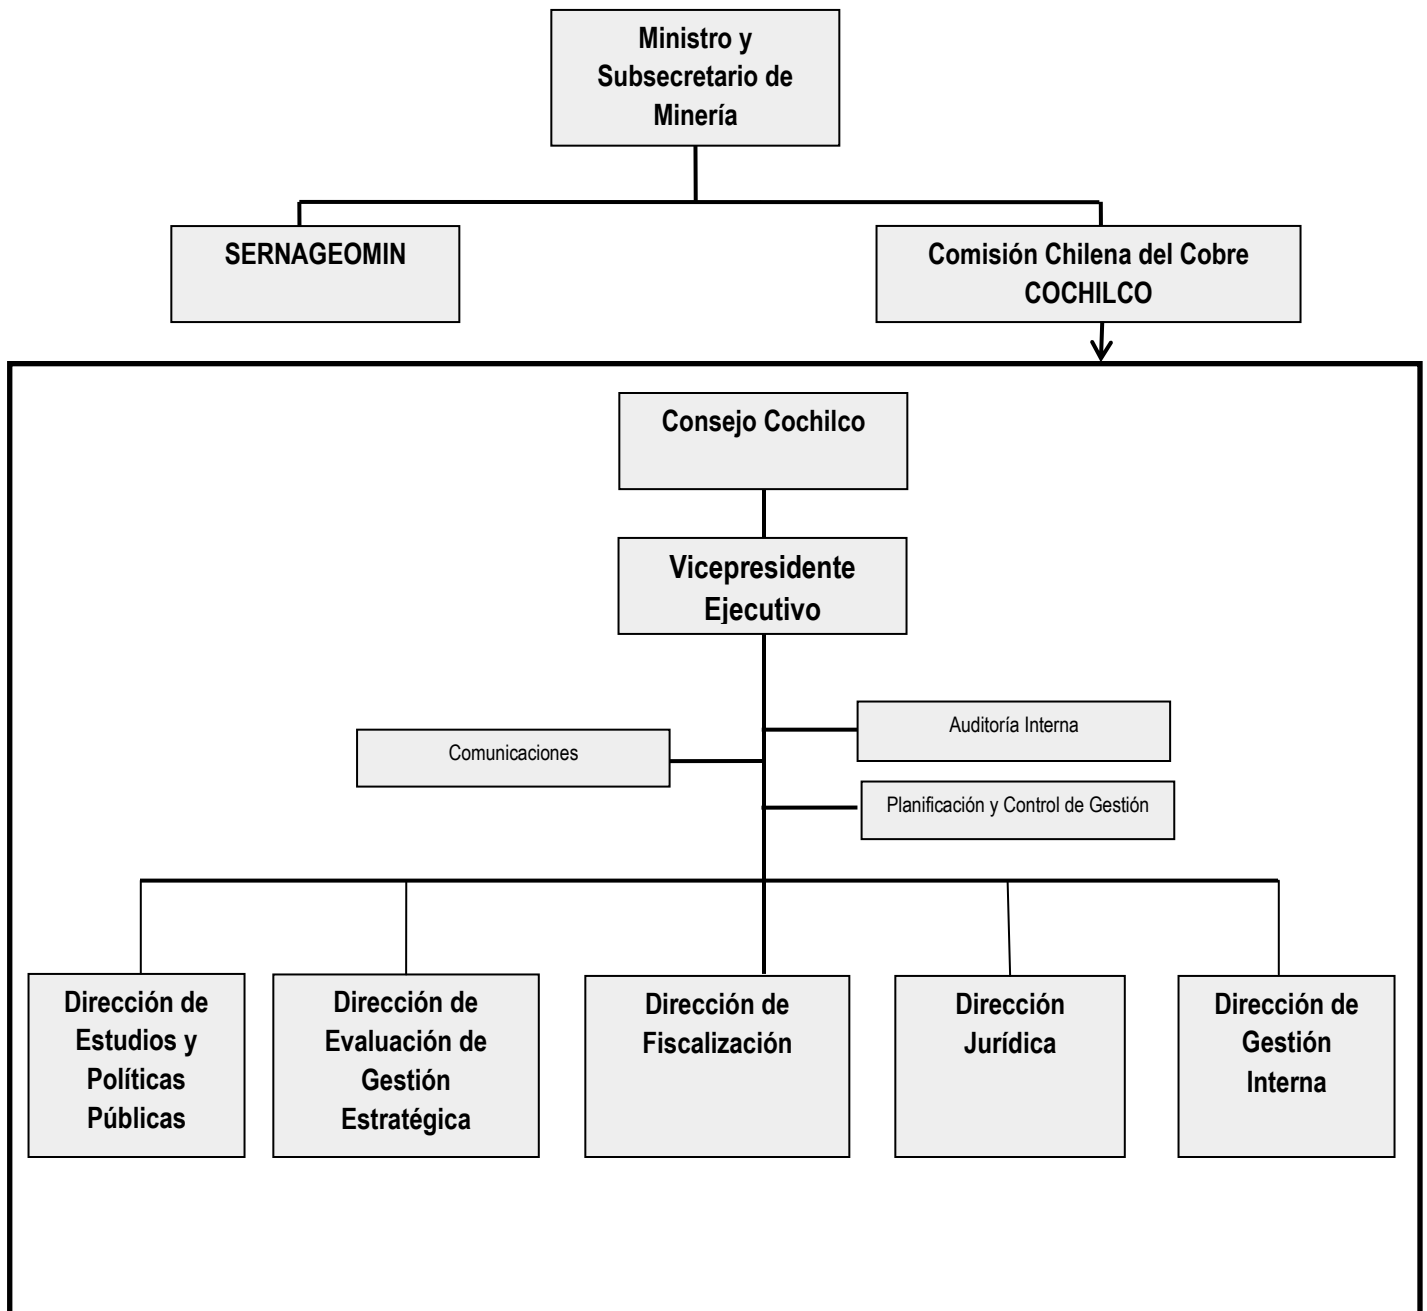 Ministro y
Subsecretario de
Minería
SERNAGEOMIN
Comisión Chilena del Cobre
COCHILCO
Consejo Cochilco
Vicepresidente
Ejecutivo
Auditoría Interna
Comunicaciones
Planificación y Control de Gestión
Dirección de
Estudios y
Políticas
Públicas
Dirección de
Evaluación de
Gestión
Estratégica
Dirección de
Fiscalización
Dirección
Jurídica
Dirección de
Gestión
Interna